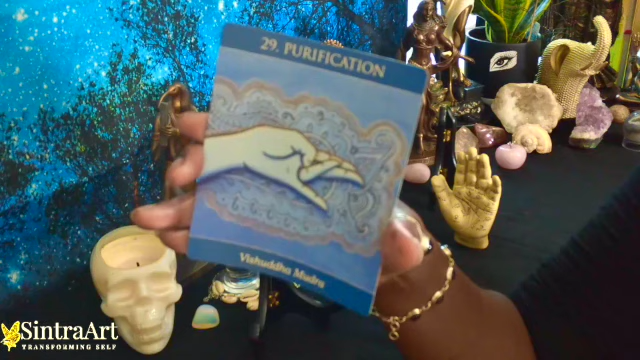 29. PURIFICATION
Vishuddha Mudra
SintraArt
TRANSFORMING SELF